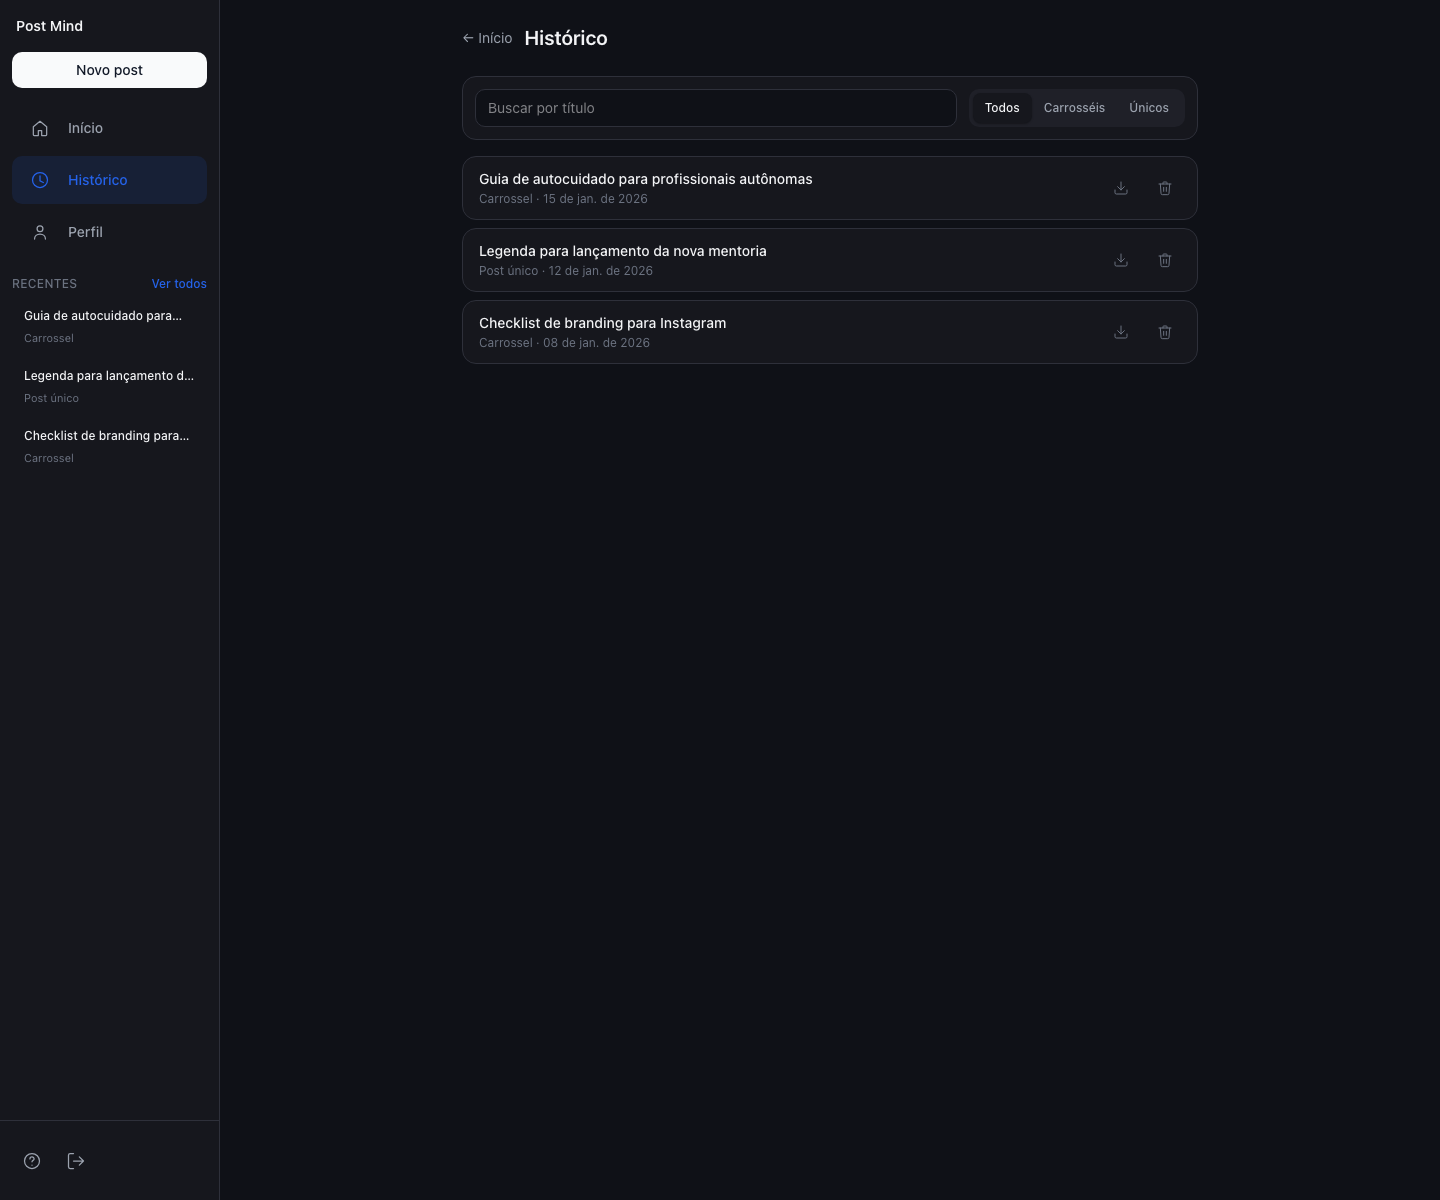 Post Mind
Novo post
Início
Histórico
Perfil
RECENTES
Ver todos
Guia de autocuidado para...
Carrossel
Legenda para lançamento d...
Post único
Checklist de branding para...
Carrossel
← Início
Histórico
Buscar por título
Todos
Carrosséis
Únicos
Guia de autocuidado para profissionais autônomas
Carrossel · 15 de jan. de 2026
Legenda para lançamento da nova mentoria
Post único · 12 de jan. de 2026
Checklist de branding para Instagram
Carrossel · 08 de jan. de 2026